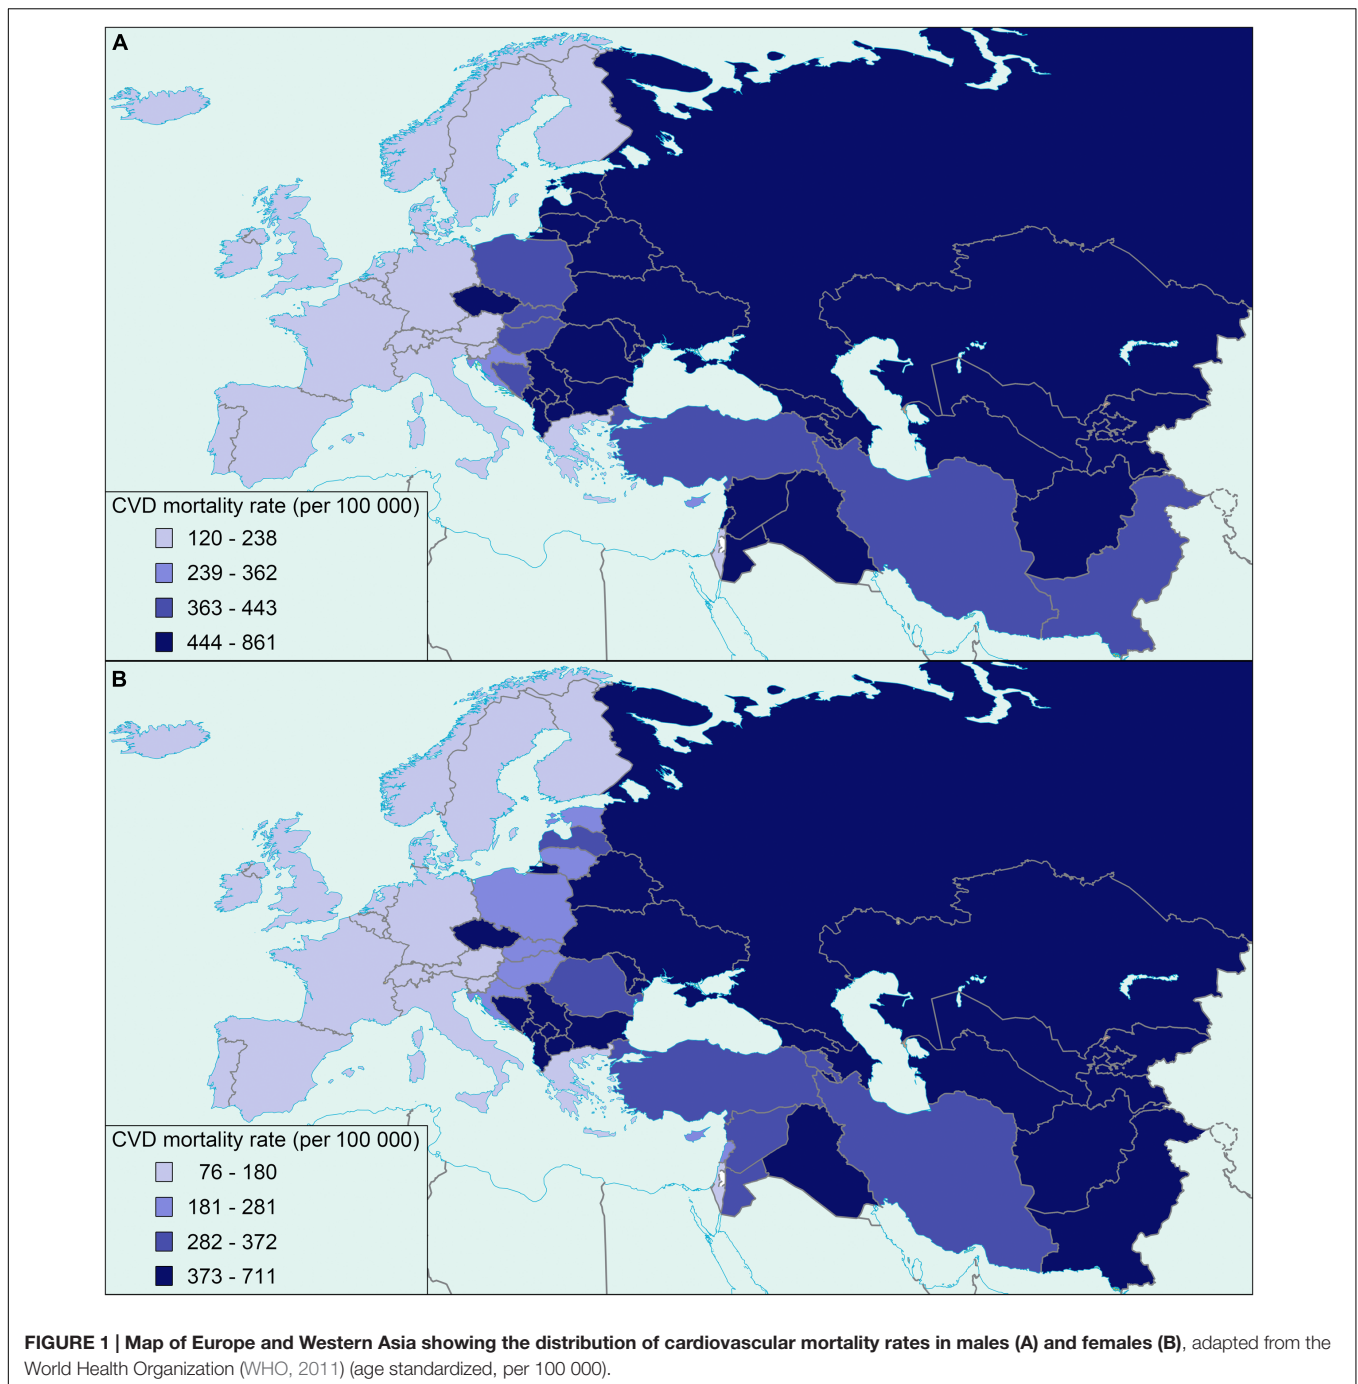 A
CVD mortality rate (per 100 000)
120 - 238
239 - 362
363 - 443
444 - 861
B
CVD mortality rate (per 100 000)
76 - 180
181 - 281
282 - 372
373 - 711
FIGURE 1 | Map of Europe and Western Asia showing the distribution of cardiovascular mortality rates in males (A) and females (B), adapted from the
World Health Organization (WHO, 2011) (age standardized, per 100 000).